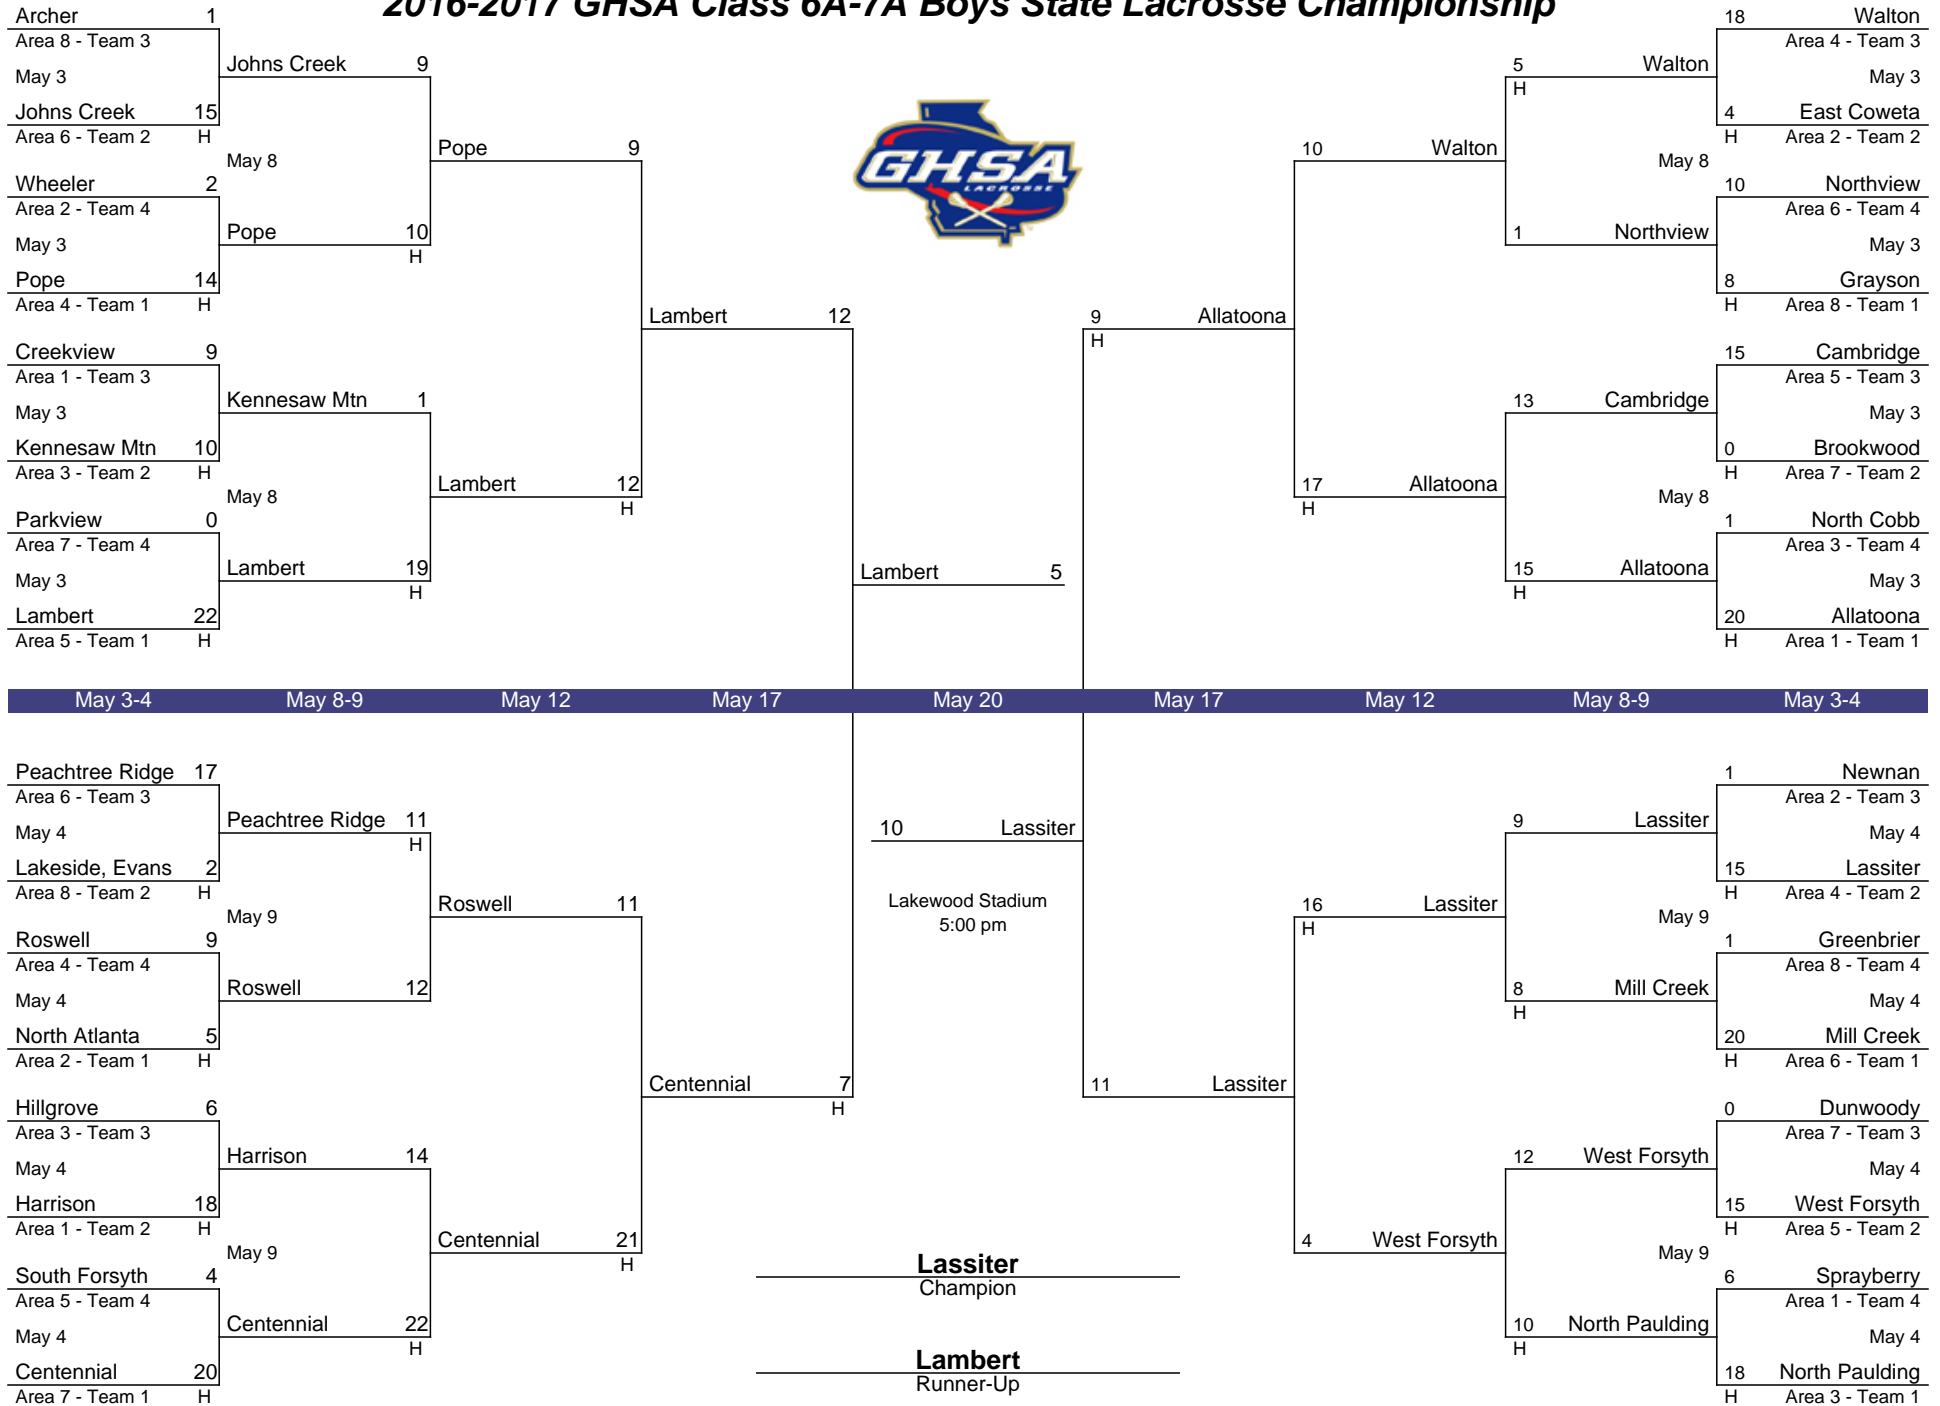 2016-2017 GHSA Class 6A-7A Boys State Lacrosse Championship
Archer 1
Area 8 - Team 3
May 3
Johns Creek 15
Area 6 - Team 2 H
Wheeler 2
Area 2 - Team 4
May 3
Pope 14
Area 4 - Team 1 H
Creekview 9
Area 1 - Team 3
May 3
Kennesaw Mtn 10
Area 3 - Team 2 H
Parkview 0
Area 7 - Team 4
May 3
Lambert 22
Area 5 - Team 1 H
Johns Creek 9
May 8
Pope 10
H
Kennesaw Mtn 1
May 8
Lambert 19
H
Pope 9
Lambert 12
H
Lambert 12
Lambert 5
GHSA
LACROSSE
9 Allatoona
H
10 Walton
17 Allatoona
H
5 Walton
H
May 8
1 Northview
13 Cambridge
May 8
15 Allatoona
H
18 Walton
Area 4 - Team 3
May 3
4 East Coweta
H Area 2 - Team 2
10 Northview
Area 6 - Team 4
May 3
8 Grayson
H Area 8 - Team 1
15 Cambridge
Area 5 - Team 3
May 3
0 Brookwood
H Area 7 - Team 2
1 North Cobb
Area 3 - Team 4
May 3
20 Allatoona
H Area 1 - Team 1
May 3-4 May 8-9 May 12 May 17 May 20 May 17 May 12 May 8-9 May 3-4
Peachtree Ridge 17
Area 6 - Team 3
May 4
Lakeside, Evans 2
Area 8 - Team 2 H
Roswell 9
Area 4 - Team 4
May 4
North Atlanta 5
Area 2 - Team 1 H
Hillgrove 6
Area 3 - Team 3
May 4
Harrison 18
Area 1 - Team 2 H
South Forsyth 4
Area 5 - Team 4
May 4
Centennial 20
Area 7 - Team 1 H
Peachtree Ridge 11
H
May 9
Roswell 12
Harrison 14
May 9
Centennial 22
H
Roswell 11
Centennial 21
H
Centennial 7
H
10 Lassiter
Lakewood Stadium
5:00 pm
Lassiter
Champion
Lambert
Runner-Up
11 Lassiter
16 Lassiter
H
4 West Forsyth
9 Lassiter
May 9
8 Mill Creek
H
12 West Forsyth
May 9
10 North Paulding
H
1 Newnan
Area 2 - Team 3
May 4
15 Lassiter
H Area 4 - Team 2
1 Greenbrier
Area 8 - Team 4
May 4
20 Mill Creek
H Area 6 - Team 1
0 Dunwoody
Area 7 - Team 3
May 4
15 West Forsyth
H Area 5 - Team 2
6 Sprayberry
Area 1 - Team 4
May 4
18 North Paulding
H Area 3 - Team 1